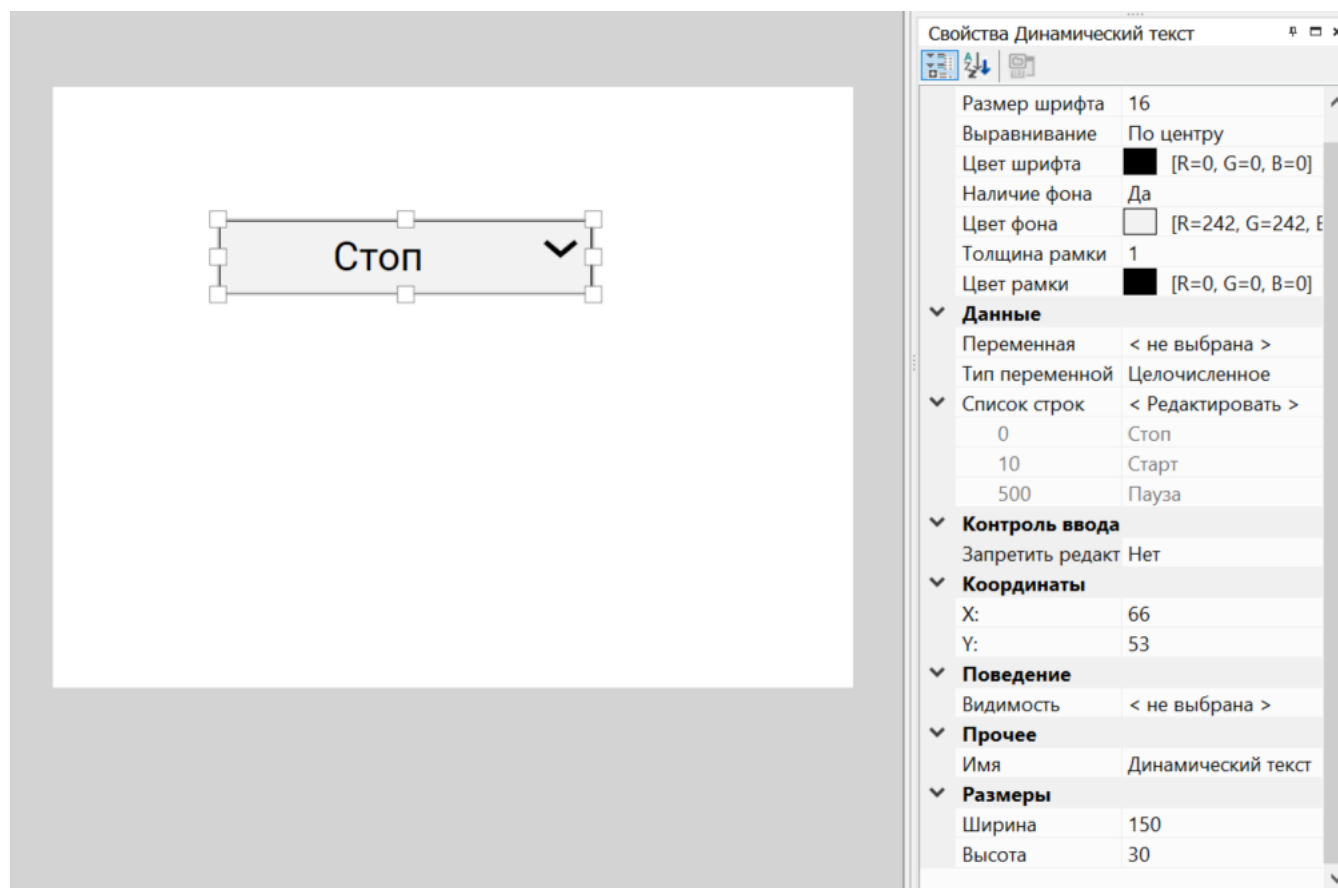 Стоп
Свойства Динамический текст
Размер шрифта 16
Выравнивание По центру
Цвет шрифта [R=0, G=0, B=0]
Наличие фона Да
Цвет фона [R=242, G=242, B
Толщина рамки 1
Цвет рамки [R=0, G=0, B=0]
Данные
Переменная < не выбрана >
Тип переменной Целочисленное
Список строк < Редактировать >
0 Стоп
10 Старт
500 Пауза
Контроль ввода
Запретить редакт Нет
Координаты
X: 66
Y: 53
Поведение
Видимость < не выбрана >
Прочее
Имя Динамический текст
Размеры
Ширина 150
Высота 30